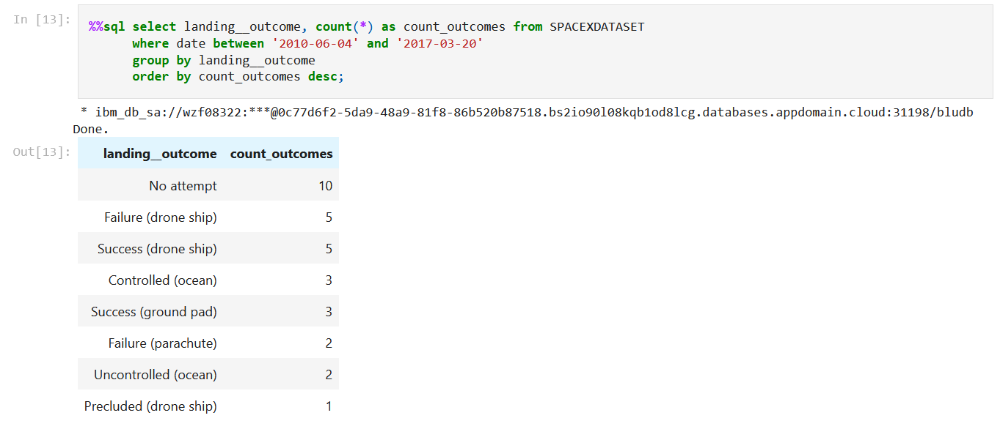 In [13]:
%%sql select landing__outcome, count(*) as count_outcomes from SPACEXDATASET
where date between '2010-06-04' and '2017-03-20'
group by landing__outcome
order by count_outcomes desc;
* ibm_db_sa://wzf08322:***@0c77d6f2-5da9-48a9-81f8-86b520b87518.bs2io90l08kqb1od8lcg.databases.appdomain.cloud:31198/bludb
Done.
Out[13]:
landing__outcome count_outcomes
No attempt 10
Failure (drone ship) 5
Success (drone ship) 5
Controlled (ocean) 3
Success (ground pad) 3
Failure (parachute) 2
Uncontrolled (ocean) 2
Precluded (drone ship) 1